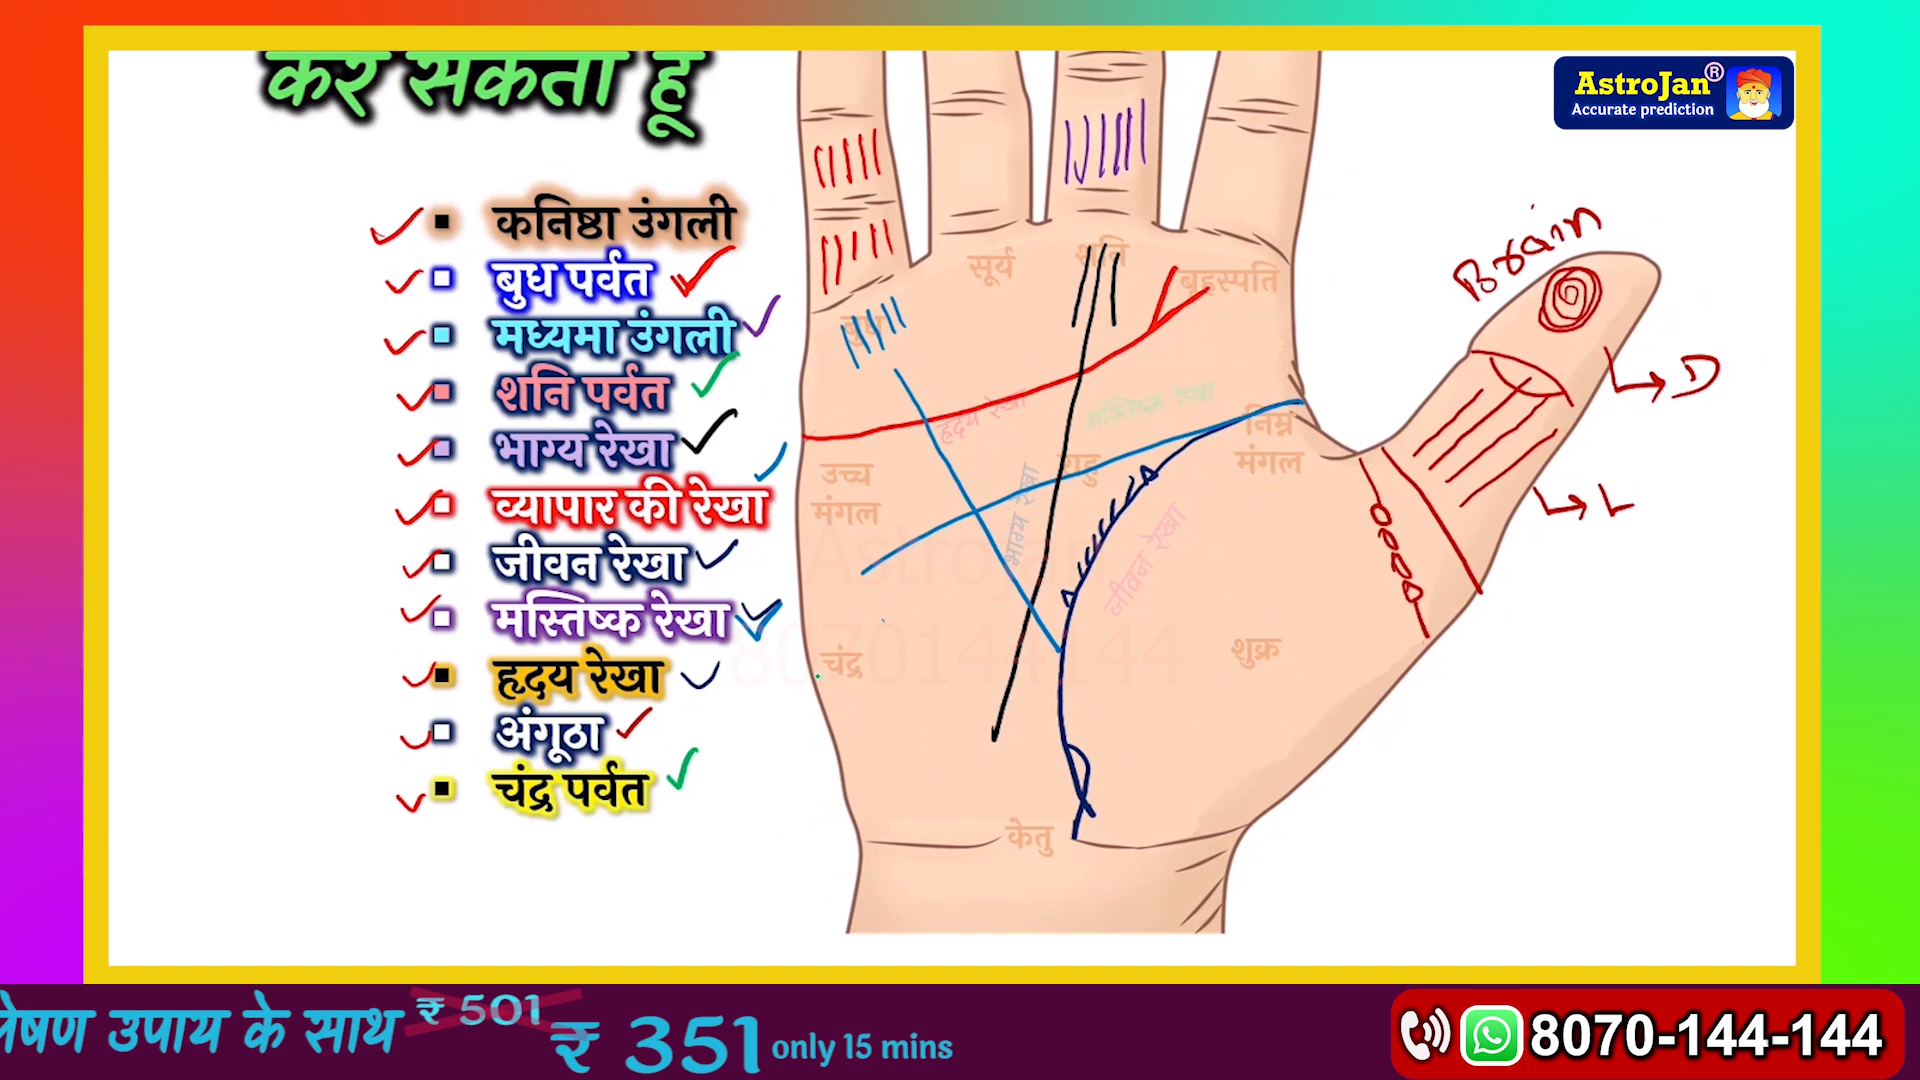 कर सकता हूँ
AstroJan®
Accurate prediction
कनिष्ठा उंगली
बुध पर्वत
मध्यमा उंगली
शनि पर्वत
भाग्य रेखा
व्यापार की रेखा
जीवन रेखा
मस्तिष्क रेखा
हृदय रेखा
अंगूठा
चंद्र पर्वत
सूर्य
शनि
बृहस्पति
बुध
Brain
D
L
हृदय रेखा
मस्तिष्क रेखा
निम्न
मंगल
उच्च
मंगल
राहु
भाग्य रेखा
जीवन रेखा
AstroJan
8070144144
चंद्र
शुक्र
केतु
उपाय के साथ
₹ 501
₹ 351 only 15 mins
8070-144-144